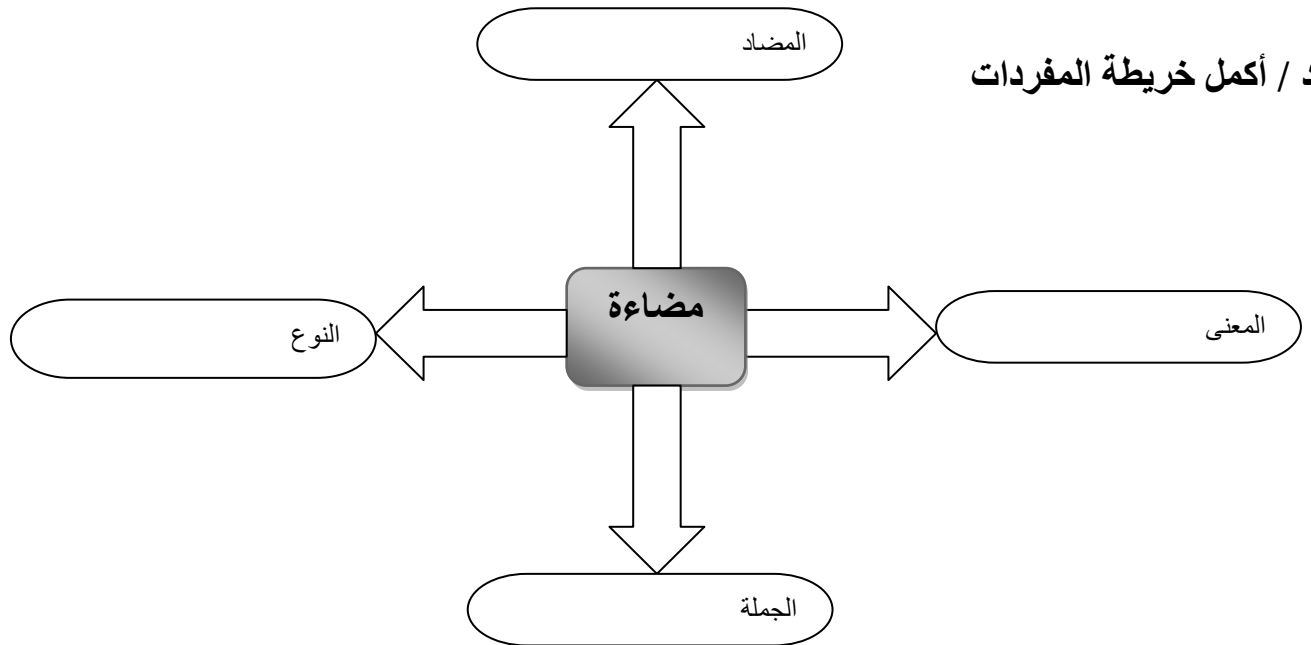 د / أكمل خريطة المفردات
المضاد
مضاءة
المعنى
النوع
الجملة